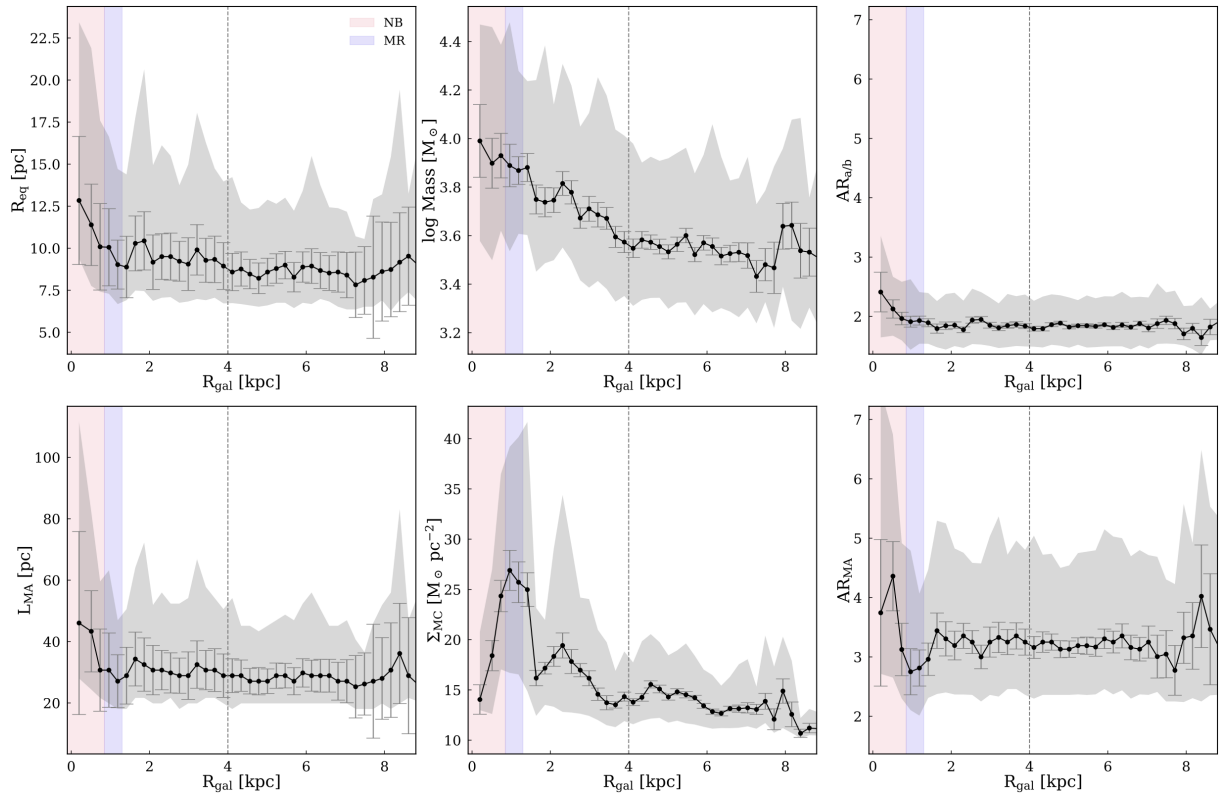 NB
MR
R_eq [pc]
22.5
20.0
17.5
15.0
12.5
10.0
7.5
5.0
0 2 4 6 8
R_gal [kpc]
log Mass [M_⊙]
4.4
4.2
4.0
3.8
3.6
3.4
3.2
0 2 4 6 8
R_gal [kpc]
AR_a/b
7
6
5
4
3
2
0 2 4 6 8
R_gal [kpc]
L_MA [pc]
100
80
60
40
20
0 2 4 6 8
R_gal [kpc]
Σ_MC [M_⊙ pc⁻²]
40
35
30
25
20
15
10
0 2 4 6 8
R_gal [kpc]
AR_MA
7
6
5
4
3
2
0 2 4 6 8
R_gal [kpc]